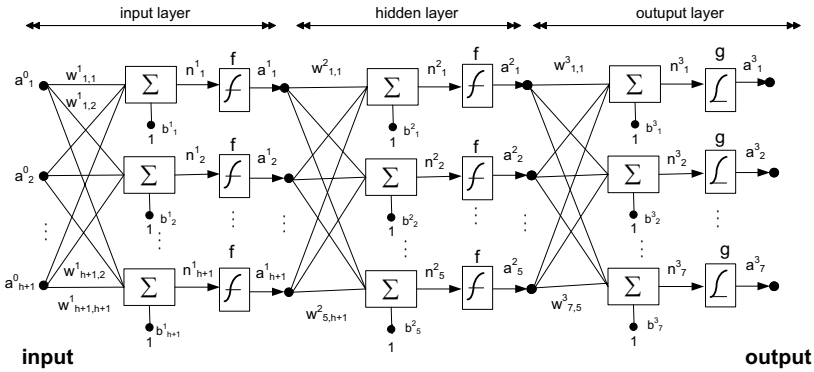 input layer hidden layer outuput layer
a⁰₁ w¹₁,₁ w¹₁,₂ Σ n¹₁ f a¹₁ w²₁,₁ Σ n²₁ f a²₁ w³₁,₁ Σ n³₁ g a³₁
1 b¹₁ 1 b²₁ 1 b³₁
a⁰₂ Σ n¹₂ f a¹₂ Σ n²₂ f a²₂ Σ n³₂ g a³₂
1 b¹₂ 1 b²₂ 1 b³₂
a⁰ₕ₊₁ w¹ₕ₊₁,₂ w¹ₕ₊₁,ₕ₊₁ Σ n¹ₕ₊₁ f a¹ₕ₊₁ w²₅,ₕ₊₁ Σ n²₅ f a²₅ w³₇,₅ Σ n³₇ g a³₇
1 b¹ₕ₊₁ 1 b²₅ 1 b³₇
input output